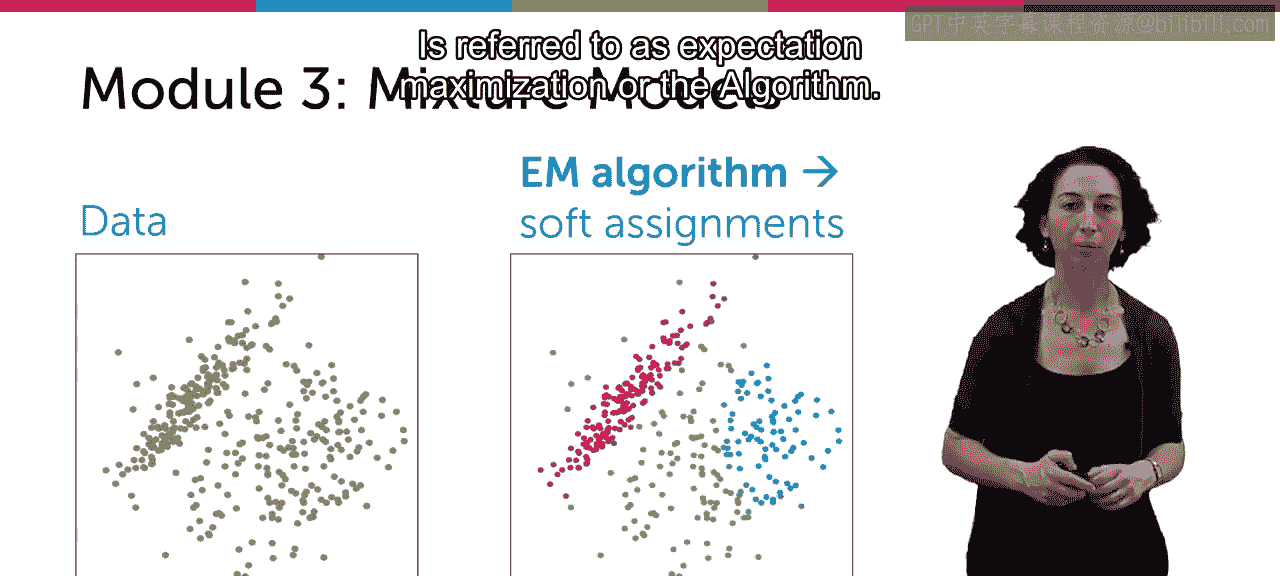 GPT中英字幕课程资源@bilibili.com
Is referred to as expectation
maximization or the Algorithm.
Module 3: Mixture Models
EM algorithm →
soft assignments
Data